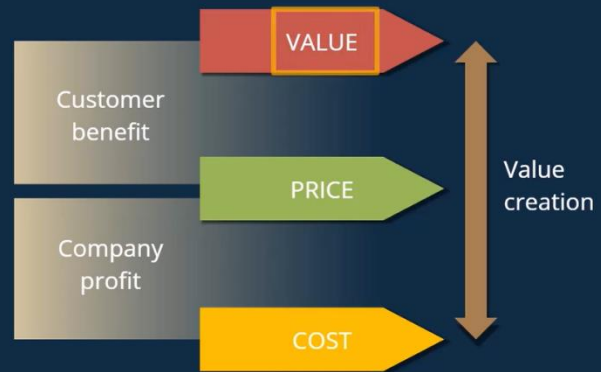 VALUE
Customer
benefit
PRICE
Value
creation
Company
profit
COST